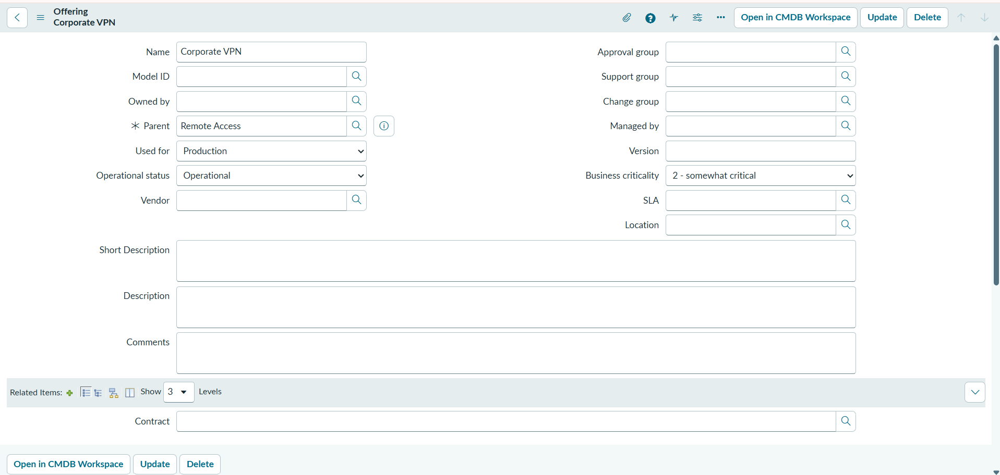 Offering
Corporate VPN
Open in CMDB Workspace
Update
Delete
Name
Corporate VPN
Model ID
Owned by
Parent
Remote Access
Used for
Production
Operational status
Operational
Vendor
Approval group
Support group
Change group
Managed by
Version
Business criticality
2 - somewhat critical
SLA
Location
Short Description
Description
Comments
Related Items:
Show
3
Levels
Contract
Open in CMDB Workspace
Update
Delete